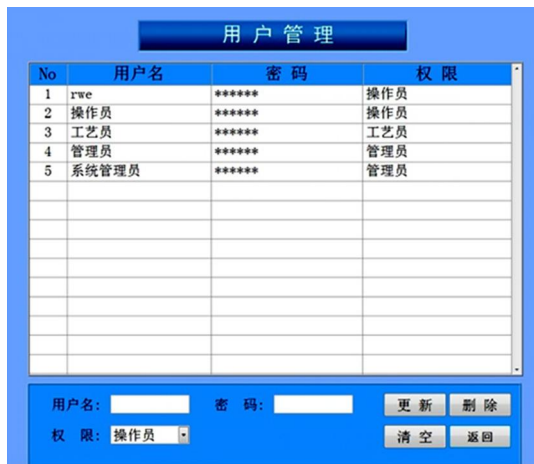 用户管理
No 用户名 密码 权限
1 rwe ****** 操作员
2 操作员 ****** 操作员
3 工艺员 ****** 工艺员
4 管理员 ****** 管理员
5 系统管理员 ****** 管理员
用户名: 密 码: 更新 删除
权 限: 操作员 清空 返回